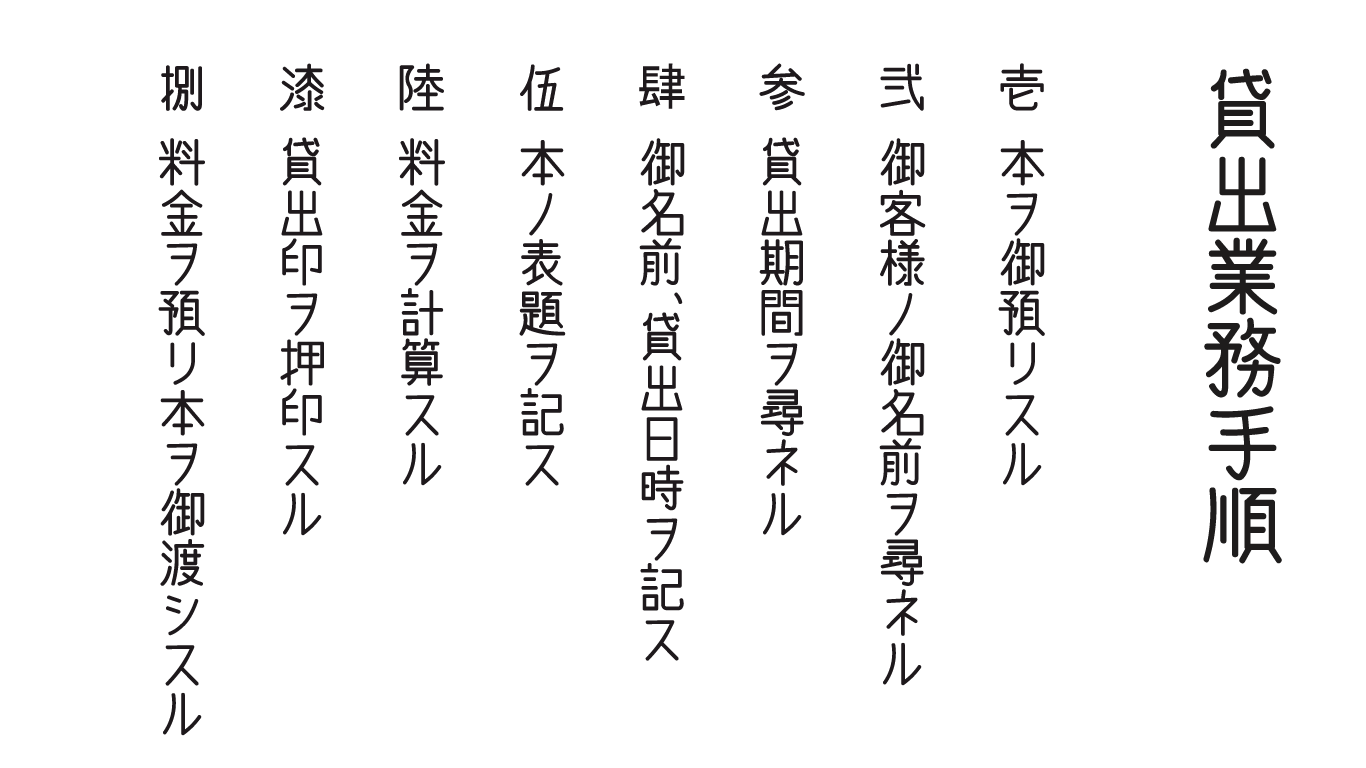 貸出業務手順
壱 本ヲ御預リスル
弐 御客様ノ御名前ヲ尋ネル
参 貸出期間ヲ尋ネル
肆 御名前、貸出日時ヲ記ス
伍 本ノ表題ヲ記ス
陸 料金ヲ計算スル
漆 貸出印ヲ押印スル
捌 料金ヲ預リ本ヲ御渡シスル